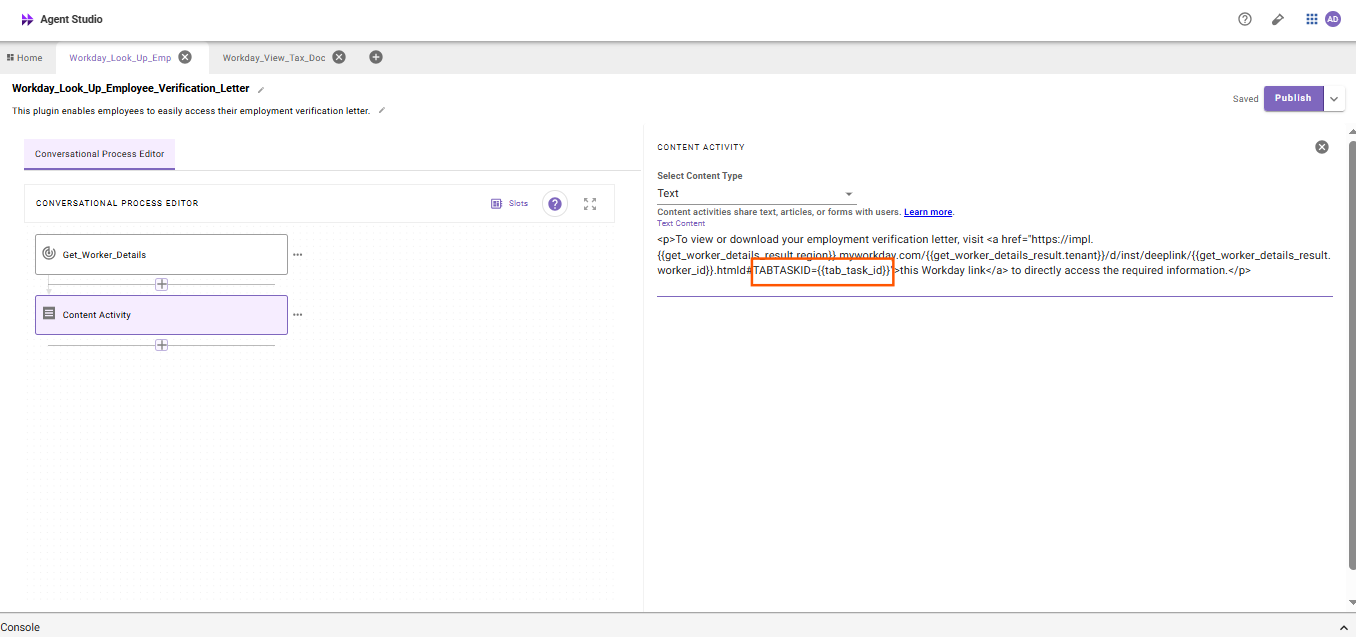 Agent Studio
AD
Home
Workday_Look_Up_Emp
Workday_View_Tax_Doc
Workday_Look_Up_Employee_Verification_Letter
This plugin enables employees to easily access their employment verification letter.
Saved
Publish
Conversational Process Editor
CONVERSATIONAL PROCESS EDITOR
Slots
?
Get_Worker_Details
Content Activity
CONTENT ACTIVITY
Select Content Type
Text
Content activities share text, articles, or forms with users. Learn more.
Text Content
<p>To view or download your employment verification letter, visit <a href="https://impl.
{{get_worker_details_result.region}}.myworkday.com/{{get_worker_details_result.tenant}}/d/inst/deeplink/{{get_worker_details_result.
worker_id}}.htmld#TABTASKID={{tab_task_id}}">this Workday link</a> to directly access the required information.</p>
Console